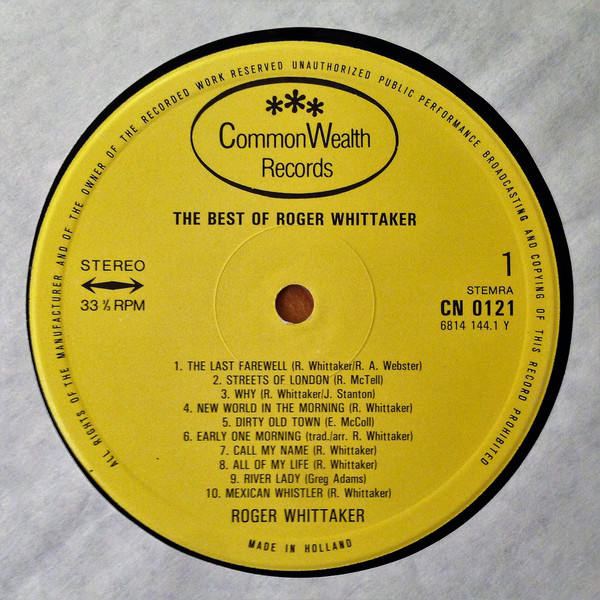 ALL RIGHTS OF THE MANUFACTURER AND OF THE OWNER OF THE RECORDED WORK RESERVED UNAUTHORIZED PUBLIC PERFORMANCE BROADCASTING AND COPYING OF THIS RECORD PROHIBITED
***
CommonWealth
Records
THE BEST OF ROGER WHITTAKER
STEREO
33 ⅓ RPM
1
STEMRA
CN 0121
6814 144.1 Y
1. THE LAST FAREWELL (R. Whittaker/R. A. Webster)
2. STREETS OF LONDON (R. McTell)
3. WHY (R. Whittaker/J. Stanton)
4. NEW WORLD IN THE MORNING (R. Whittaker)
5. DIRTY OLD TOWN (E. McColl)
6. EARLY ONE MORNING (trad./arr. R. Whittaker)
7. CALL MY NAME (R. Whittaker)
8. ALL OF MY LIFE (R. Whittaker)
9. RIVER LADY (Greg Adams)
10. MEXICAN WHISTLER (R. Whittaker)
ROGER WHITTAKER
MADE IN HOLLAND